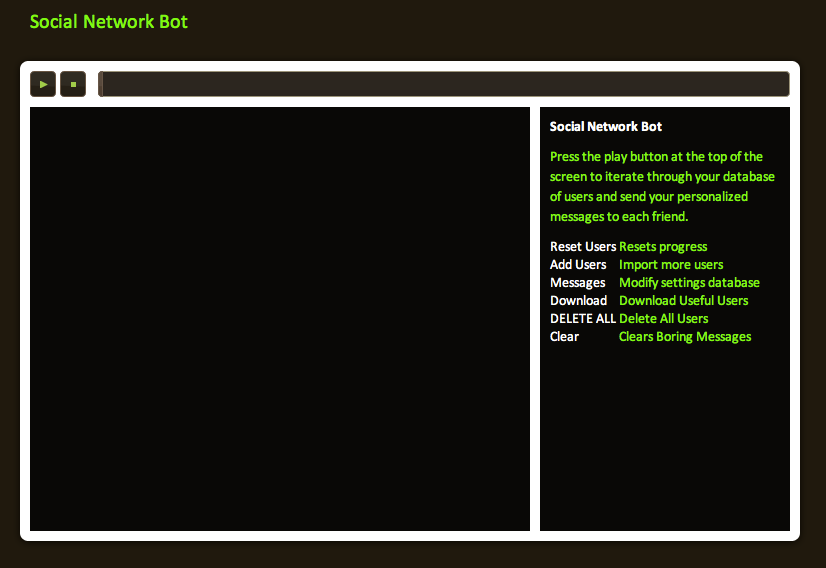 Social Network Bot
Social Network Bot
Press the play button at the top of the
screen to iterate through your database
of users and send your personalized
messages to each friend.
Reset Users Resets progress
Add Users Import more users
Messages Modify settings database
Download Download Useful Users
DELETE ALL Delete All Users
Clear Clears Boring Messages